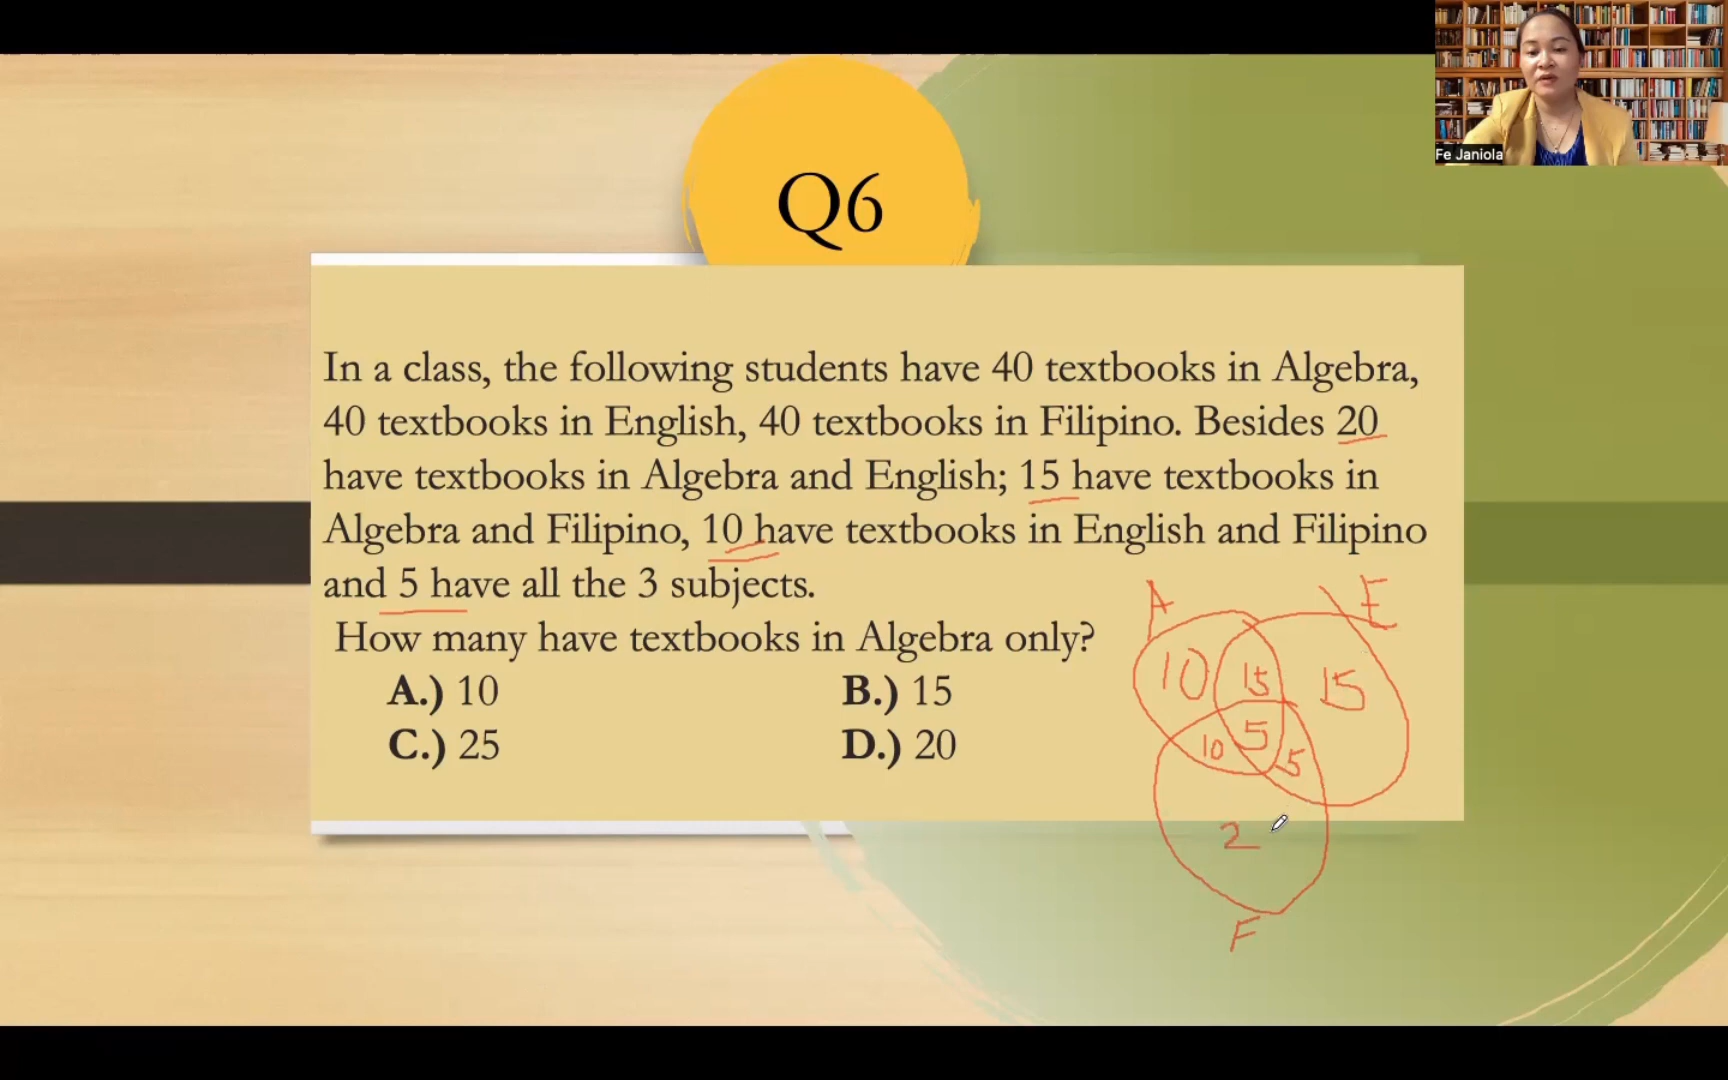 Fe Janiola
Q6
In a class, the following students have 40 textbooks in Algebra,
40 textbooks in English, 40 textbooks in Filipino. Besides 20
have textbooks in Algebra and English; 15 have textbooks in
Algebra and Filipino, 10 have textbooks in English and Filipino
and 5 have all the 3 subjects.
How many have textbooks in Algebra only?
A.) 10 B.) 15
C.) 25 D.) 20
A E
10 15 15
10 5 5
2
F